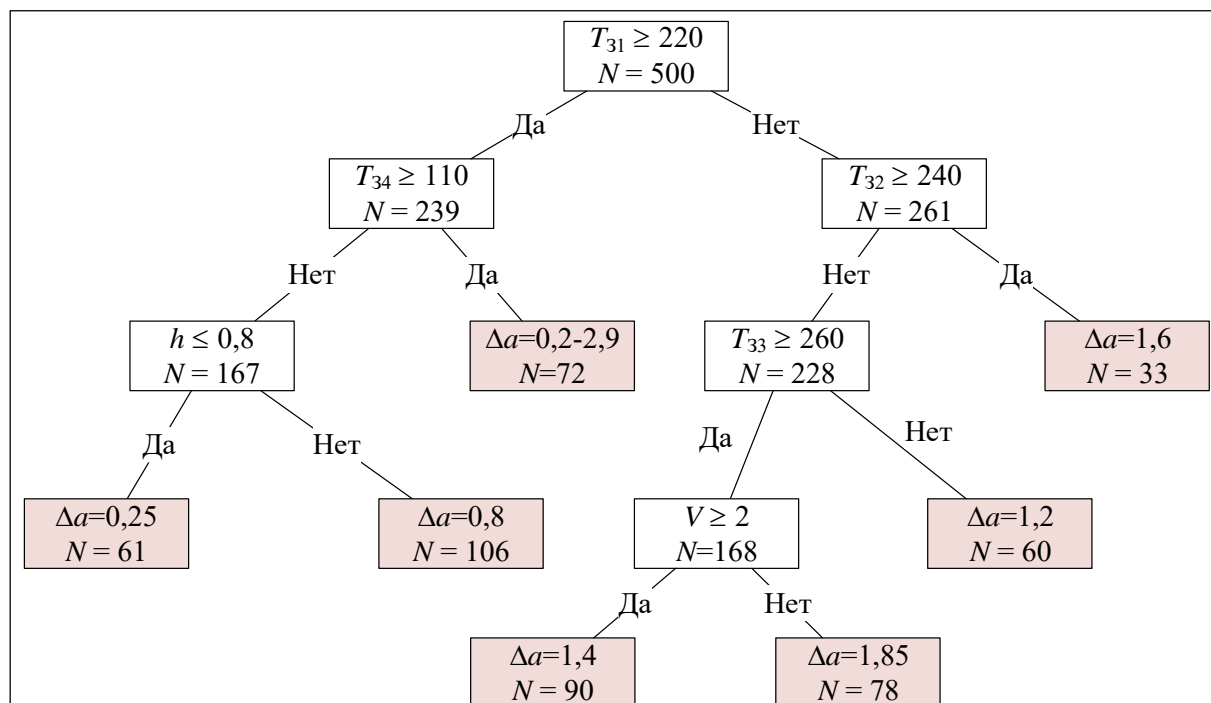 T31 ≥ 220
N = 500
Да
Нет
T34 ≥ 110
N = 239
T32 ≥ 240
N = 261
Нет
Да
Нет
Да
h ≤ 0,8
N = 167
Δa=0,2-2,9
N=72
T33 ≥ 260
N = 228
Δa=1,6
N = 33
Да
Нет
Да
Нет
Δa=0,25
N = 61
Δa=0,8
N = 106
V ≥ 2
N=168
Δa=1,2
N = 60
Да
Нет
Δa=1,4
N = 90
Δa=1,85
N = 78